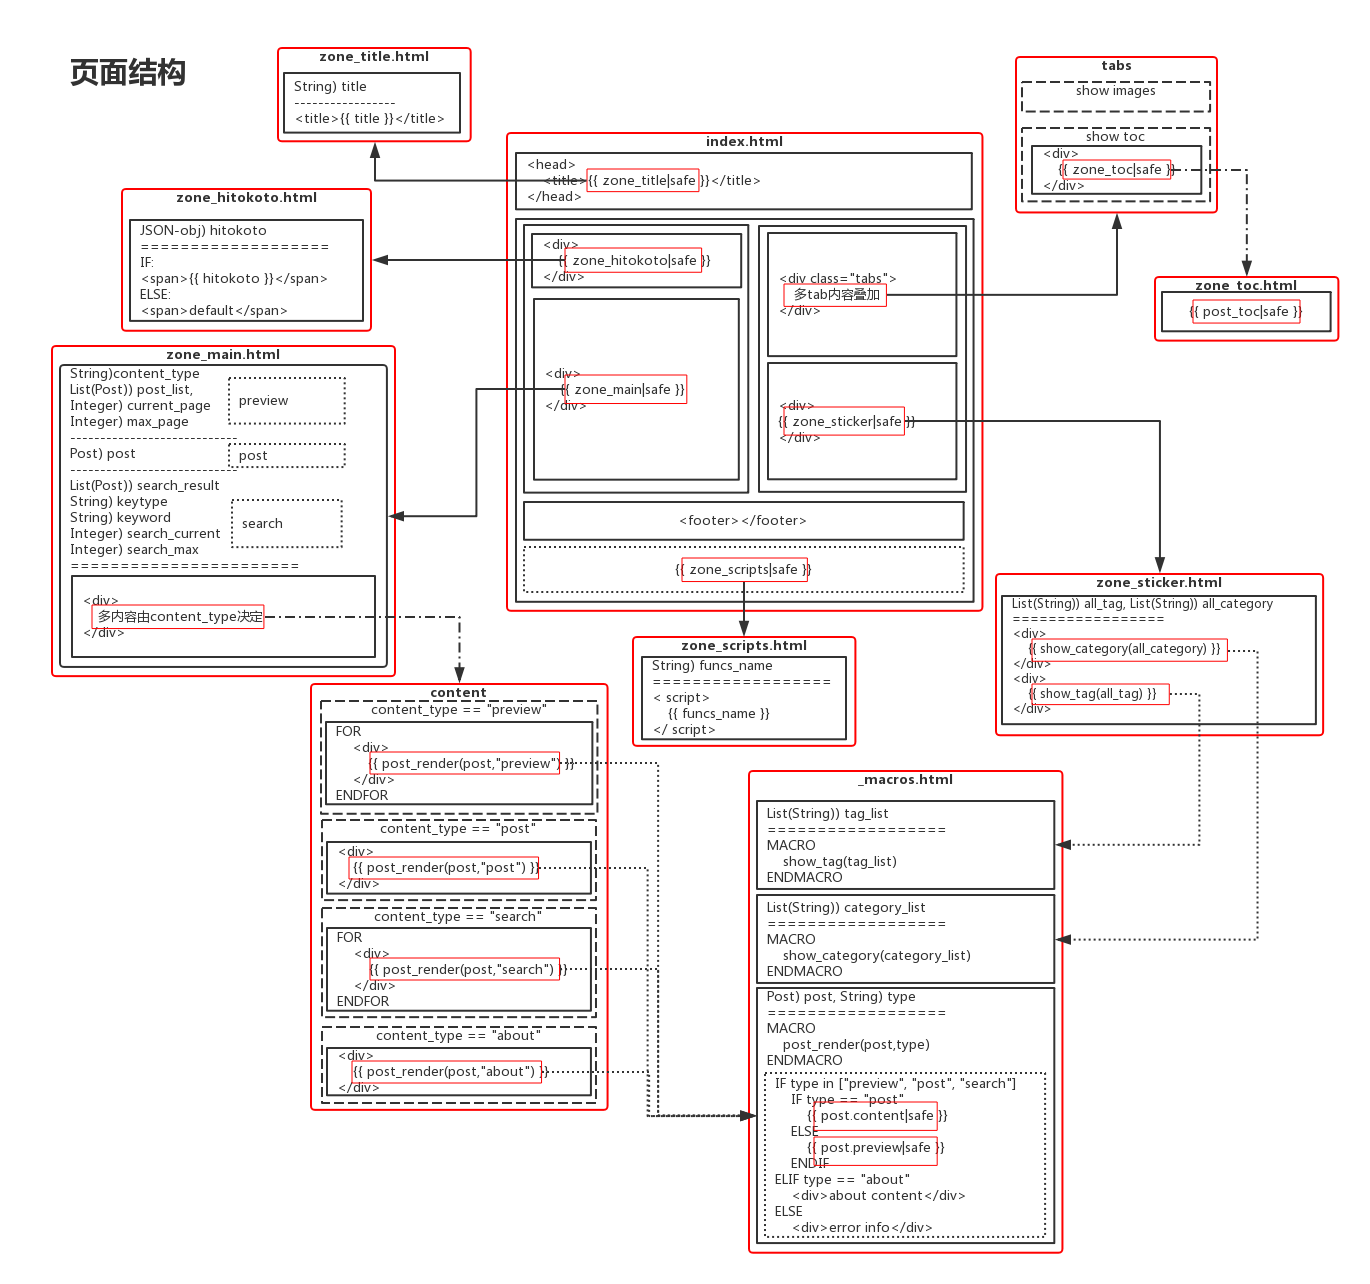 页面结构
zone_title.html
String) title
-----------------
<title>{{ title }}</title>
tabs
show images
show toc
<div>
{{ zone_toc|safe }}
</div>
index.html
<head>
<title>{{ zone_title|safe }}</title>
</head>
zone_hitokoto.html
JSON-obj) hitokoto
===================
IF:
<span>{{ hitokoto }}</span>
ELSE:
<span>default</span>
<div>
{{ zone_hitokoto|safe }}
</div>
<div class="tabs">
多tab内容叠加
</div>
zone_toc.html
{{ post_toc|safe }}
zone_main.html
String)content_type
List(Post)) post_list,
Integer) current_page
Integer) max_page
preview
----------------------------
Post) post
post
----------------------------
List(Post)) search_result
String) keytype
String) keyword
Integer) search_current
Integer) search_max
search
=======================
<div>
多内容由content_type决定
</div>
<div>
{{ zone_main|safe }}
</div>
<div>
{{ zone_sticker|safe }}
</div>
<footer></footer>
{{ zone_scripts|safe }}
zone_sticker.html
List(String)) all_tag, List(String)) all_category
=================
<div>
{{ show_category(all_category) }}
</div>
<div>
{{ show_tag(all_tag) }}
</div>
zone_scripts.html
String) funcs_name
==================
< script>
{{ funcs_name }}
</ script>
content
content_type == "preview"
FOR
<div>
{{ post_render(post,"preview") }}
</div>
ENDFOR
content_type == "post"
<div>
{{ post_render(post,"post") }}
</div>
content_type == "search"
FOR
<div>
{{ post_render(post,"search") }}
</div>
ENDFOR
content_type == "about"
<div>
{{ post_render(post,"about") }}
</div>
_macros.html
List(String)) tag_list
==================
MACRO
show_tag(tag_list)
ENDMACRO
List(String)) category_list
==================
MACRO
show_category(category_list)
ENDMACRO
Post) post, String) type
==================
MACRO
post_render(post,type)
ENDMACRO
IF type in ["preview", "post", "search"]
IF type == "post"
{{ post.content|safe }}
ELSE
{{ post.preview|safe }}
ENDIF
ELIF type == "about"
<div>about content</div>
ELSE
<div>error info</div>